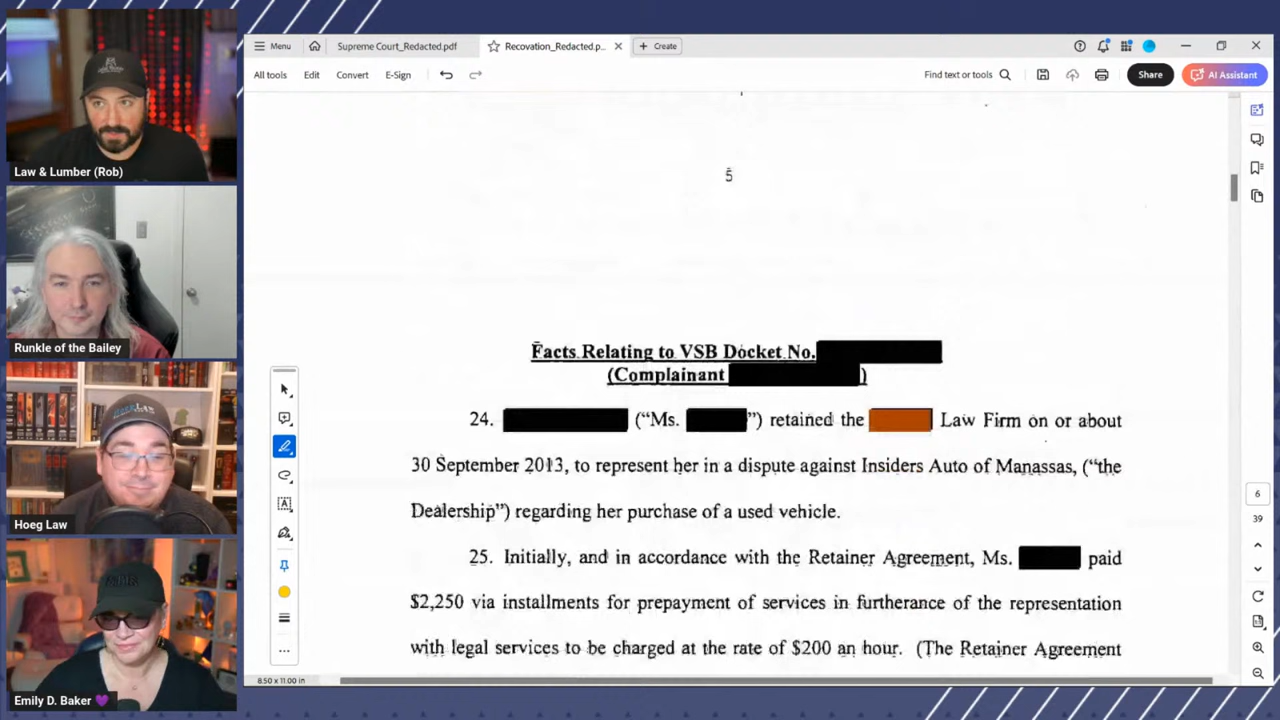 Menu
Supreme Court_Redacted.pdf
Recovation_Redacted.p...
Create
All tools
Edit
Convert
E-Sign
Find text or tools
Share
AI Assistant
5
Facts Relating to VSB Docket No.
(Complainant )
24. ("Ms. ") retained the Law Firm on or about
30 September 2013, to represent her in a dispute against Insiders Auto of Manassas, ("the
Dealership") regarding her purchase of a used vehicle.
25. Initially, and in accordance with the Retainer Agreement, Ms. paid
$2,250 via installments for prepayment of services in furtherance of the representation
with legal services to be charged at the rate of $200 an hour. (The Retainer Agreement
6
39
8.50 x 11.00 in
Law & Lumber (Rob)
Runkle of the Bailey
Hoeg Law
Emily D. Baker 💜